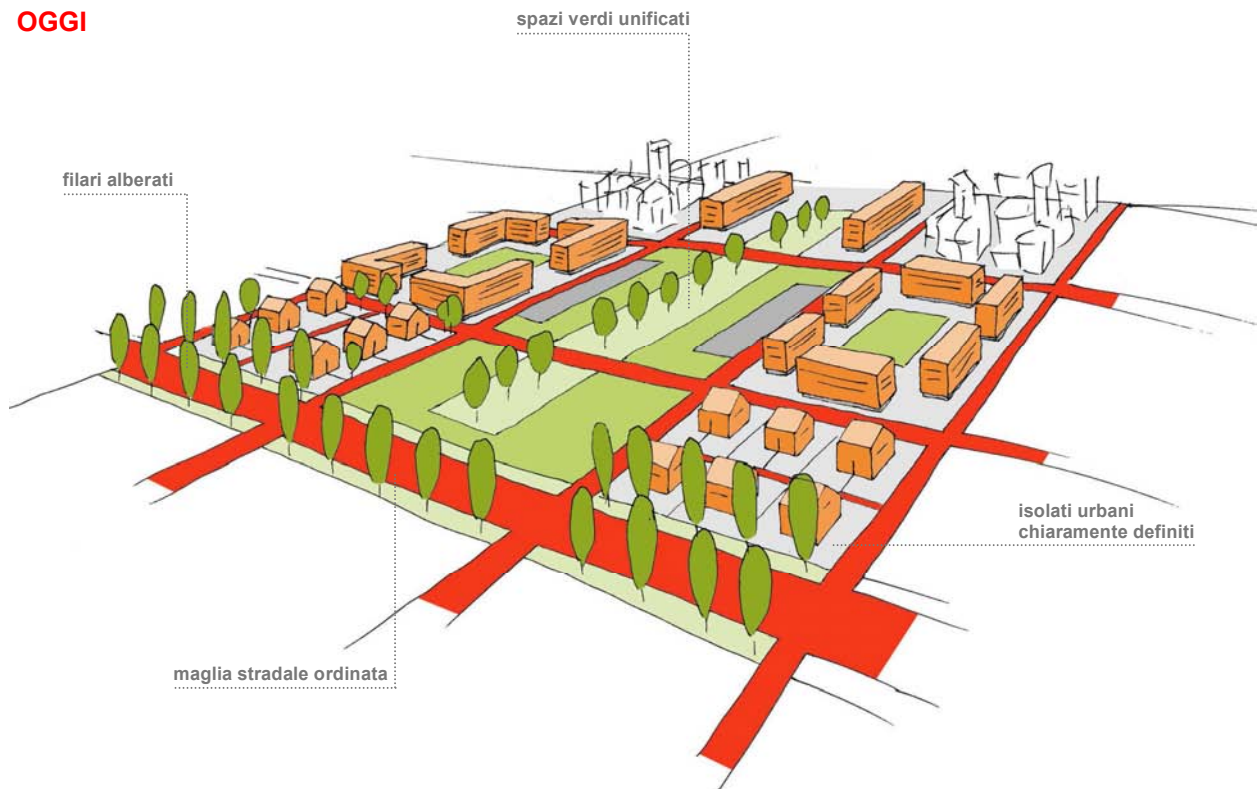 OGGI
spazi verdi unificati
filari alberati
isolati urbani
chiaramente definiti
maglia stradale ordinata